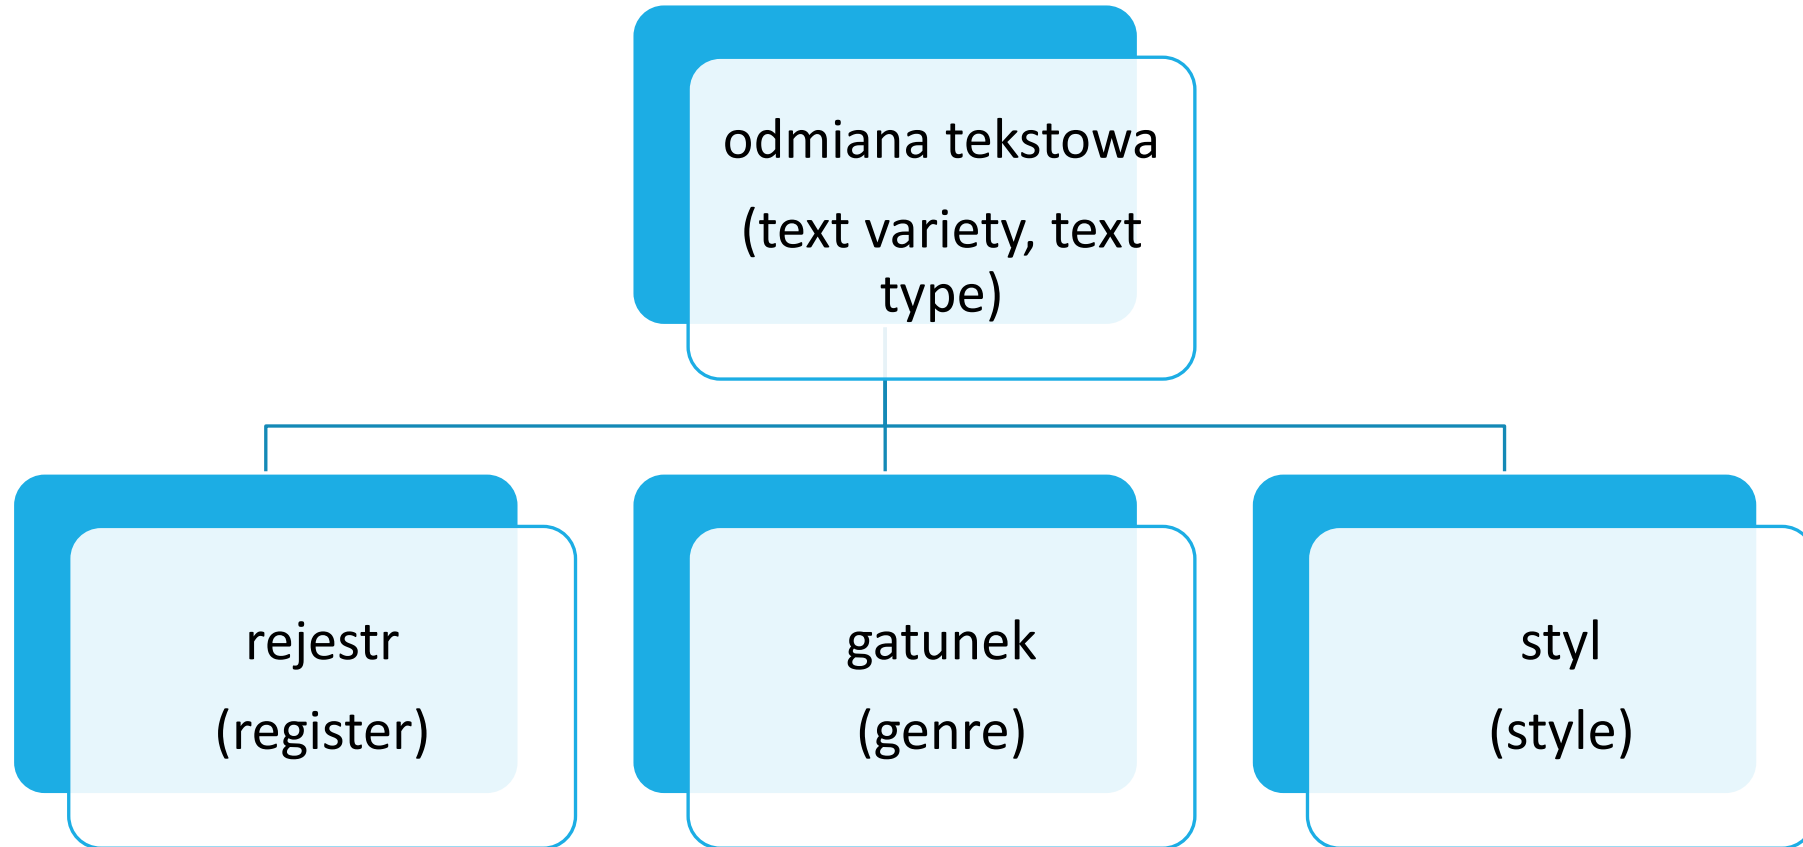 odmiana tekstowa
(text variety, text
type)
rejestr
(register)
gatunek
(genre)
styl
(style)